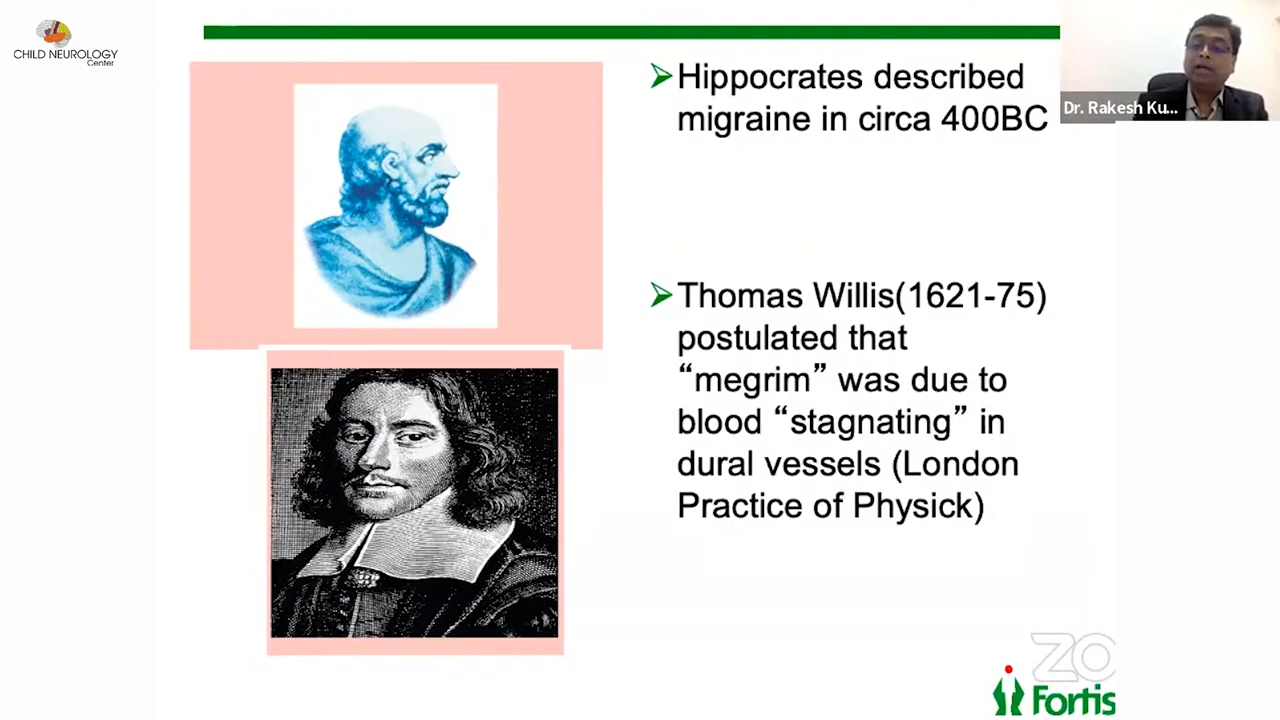 CHILD NEUROLOGY
Center
Hippocrates described
migraine in circa 400BC
Dr. Rakesh Ku...
Thomas Willis(1621-75)
postulated that
“megrim” was due to
blood “stagnating” in
dural vessels (London
Practice of Physick)
ZO
Fortis